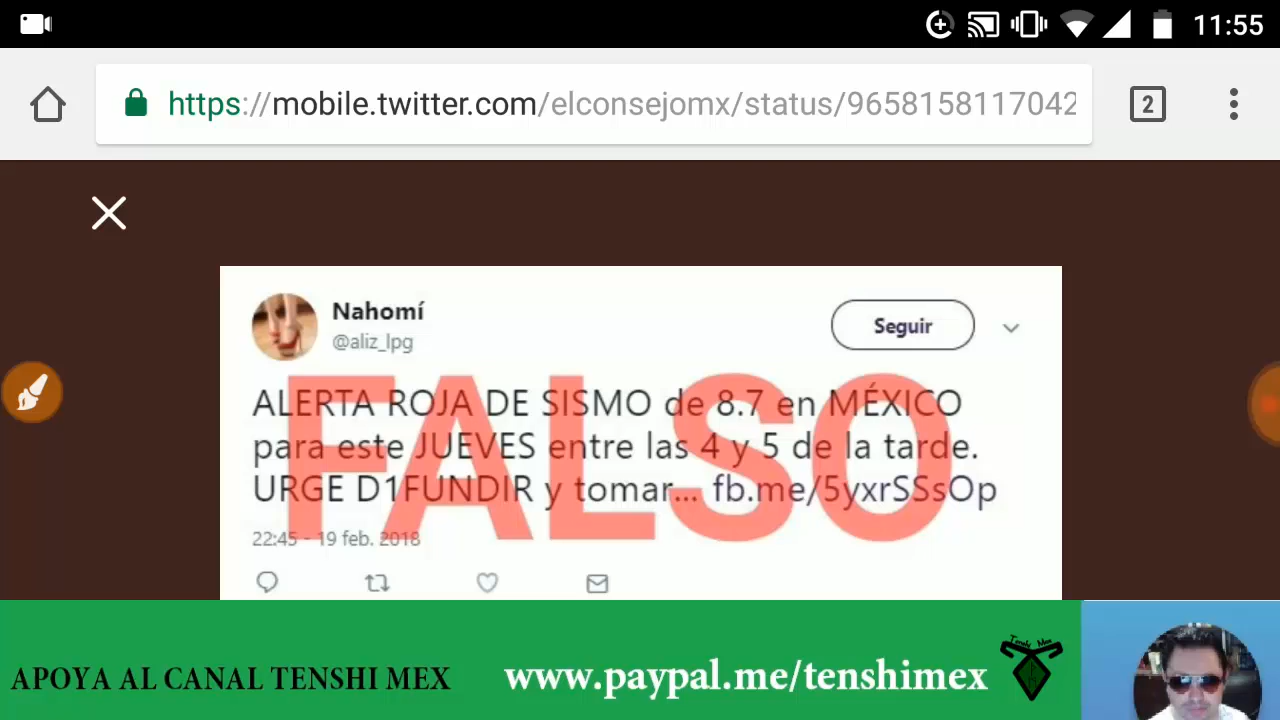 11:55
https://mobile.twitter.com/elconsejomx/status/9658158117042
2
Nahomí
@aliz_lpg
Seguir
ALERTA ROJA DE SISMO de 8.7 en MÉXICO
para este JUEVES entre las 4 y 5 de la tarde.
URGE D1FUNDIR y tomar... fb.me/5yxrSSsOp
FALSO
22:45 - 19 feb. 2018
APOYA AL CANAL TENSHI MEX
www.paypal.me/tenshimex
Tenshi Mex